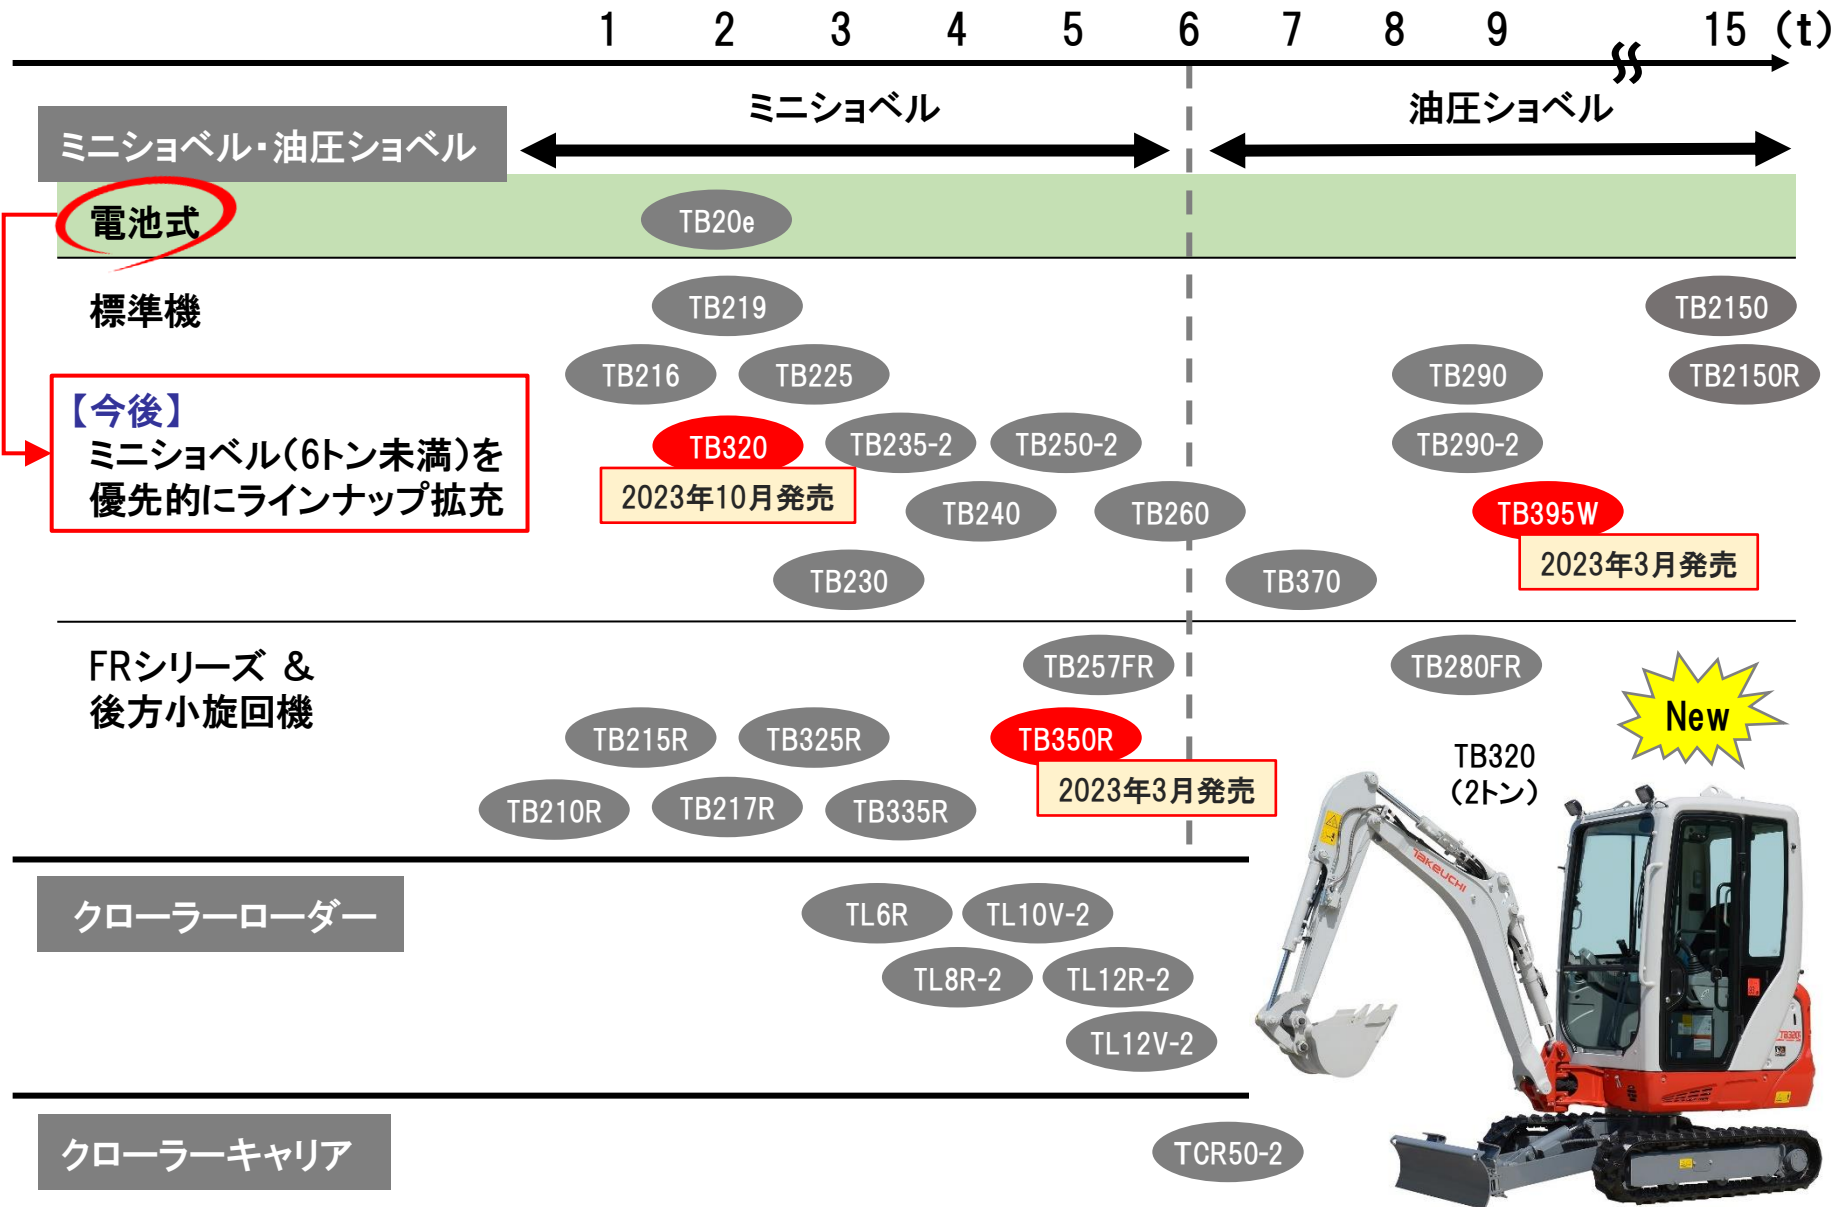 1 2 3 4 5 6 7 8 9 15 (t)
ミニショベル 油圧ショベル
ミニショベル・油圧ショベル
電池式 TB20e
標準機 TB219 TB2150
TB216 TB225 TB290 TB2150R
【今後】
ミニショベル(6トン未満)を
優先的にラインナップ拡充
TB320 TB235-2 TB250-2 TB290-2
2023年10月発売
TB240 TB260 TB395W
2023年3月発売
TB230 TB370
FRシリーズ &
後方小旋回機
TB257FR TB280FR
New
TB215R TB325R TB350R
2023年3月発売
TB210R TB217R TB335R
TB320
(2トン)
TAKEUCHI
TB320
クローラーローダー
TL6R TL10V-2
TL8R-2 TL12R-2
TL12V-2
クローラーキャリア
TCR50-2